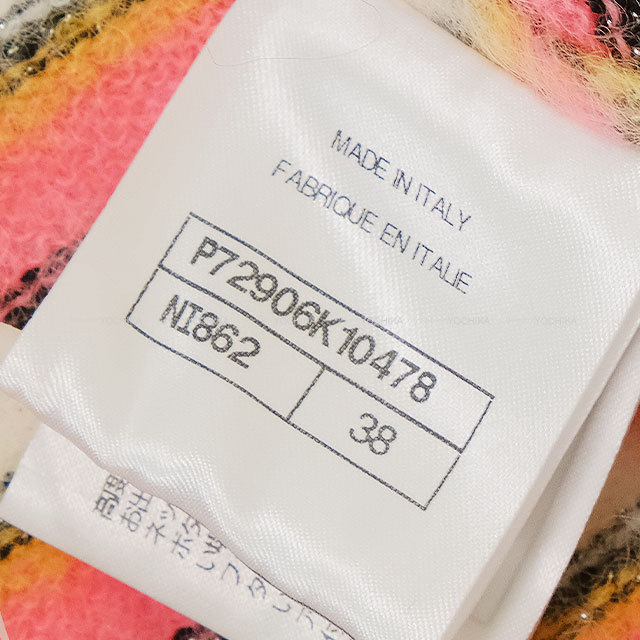 MADE IN ITALY
FABRIQUE EN ITALIE
P72906K10478
NI862
38